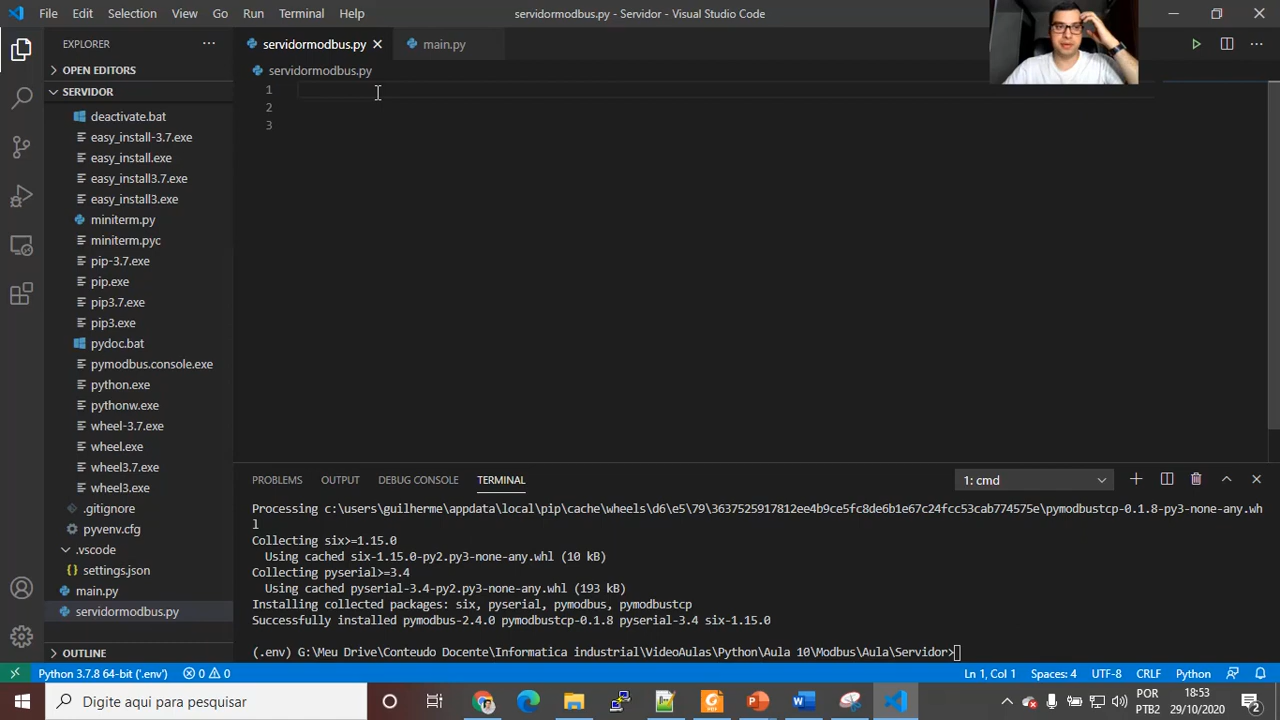 File Edit Selection View Go Run Terminal Help servidormodbus.py - Servidor - Visual Studio Code
EXPLORER
servidormodbus.py
main.py
OPEN EDITORS
servidormodbus.py
SERVIDOR
1
2
3
deactivate.bat
easy_install-3.7.exe
easy_install.exe
easy_install3.7.exe
easy_install3.exe
miniterm.py
miniterm.pyc
pip-3.7.exe
pip.exe
pip3.7.exe
pip3.exe
pydoc.bat
pymodbus.console.exe
python.exe
pythonw.exe
wheel-3.7.exe
wheel.exe
wheel3.7.exe
wheel3.exe
.gitignore
pyvenv.cfg
.vscode
settings.json
main.py
servidormodbus.py
OUTLINE
PROBLEMS OUTPUT DEBUG CONSOLE TERMINAL 1: cmd
Processing c:\users\guilherme\appdata\local\pip\cache\wheels\d6\e5\79\3637525917812ee4b9ce5fc8de6b1e67c24fcc53cab774575e\pymodbustcp-0.1.8-py3-none-any.wh
l
Collecting six>=1.15.0
Using cached six-1.15.0-py2.py3-none-any.whl (10 kB)
Collecting pyserial>=3.4
Using cached pyserial-3.4-py2.py3-none-any.whl (193 kB)
Installing collected packages: six, pyserial, pymodbus, pymodbustcp
Successfully installed pymodbus-2.4.0 pymodbustcp-0.1.8 pyserial-3.4 six-1.15.0
(.env) G:\Meu Drive\Conteudo Docente\Informatica industrial\VideoAulas\Python\Aula 10\Modbus\Aula\Servidor>
Python 3.7.8 64-bit ('.env') 0 0 Ln 1, Col 1 Spaces: 4 UTF-8 CRLF Python
Digite aqui para pesquisar
POR
PTB2
18:53
29/10/2020
2